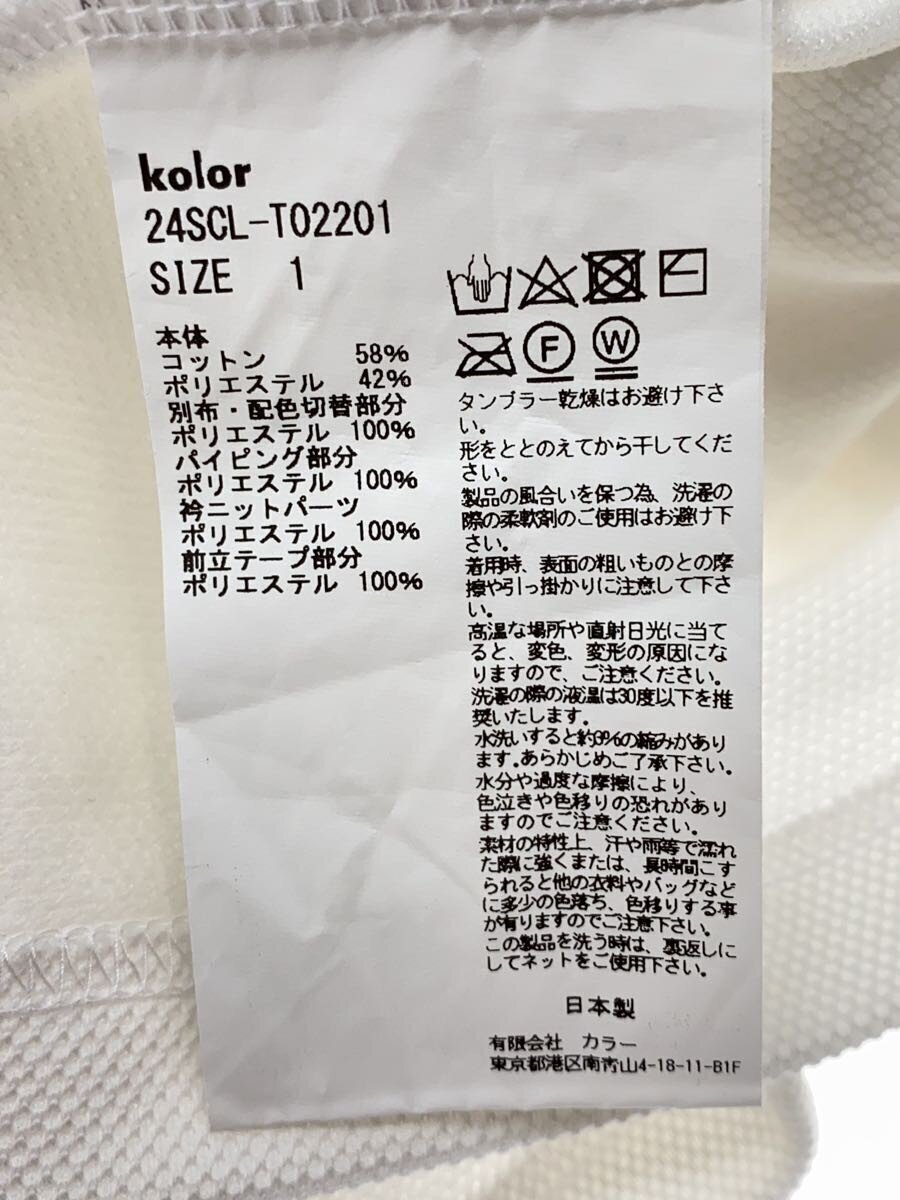 kolor
24SCL-T02201
SIZE 1
本体
コットン 58%
ポリエステル 42%
別布・配色切替部分
ポリエステル 100%
パイピング部分
ポリエステル 100%
衿ニットパーツ
ポリエステル 100%
前立テープ部分
ポリエステル 100%
F
W
タンブラー乾燥はお避け下さ
い。
形をととのえてから干してくだ
さい。
製品の風合いを保つ為、洗濯の
際の柔軟剤のご使用はお避け下
さい。
着用時、表面の粗いものとの摩
擦や引っ掛かりに注意して下さ
い。
高温な場所や直射日光に当て
ると、変色、変形の原因にな
りますので、ご注意ください。
洗濯の際の液温は30度以下を推
奨いたします。
水洗いすると約3%の縮みがあり
ます。あらかじめご了承下さい。
水分や過度な摩擦により、
色泣きや色移りの恐れがあり
ますのでご注意ください。
素材の特性上、汗や雨等で濡れ
た際に強くまたは、長時間こす
られると他の衣料やバッグなど
に多少の色落ち、色移りする事
が有りますのでご注意下さい。
この製品を洗う時は、裏返しに
してネットをご使用下さい。
日本製
有限会社 カラー
東京都港区南青山4-18-11-B1F